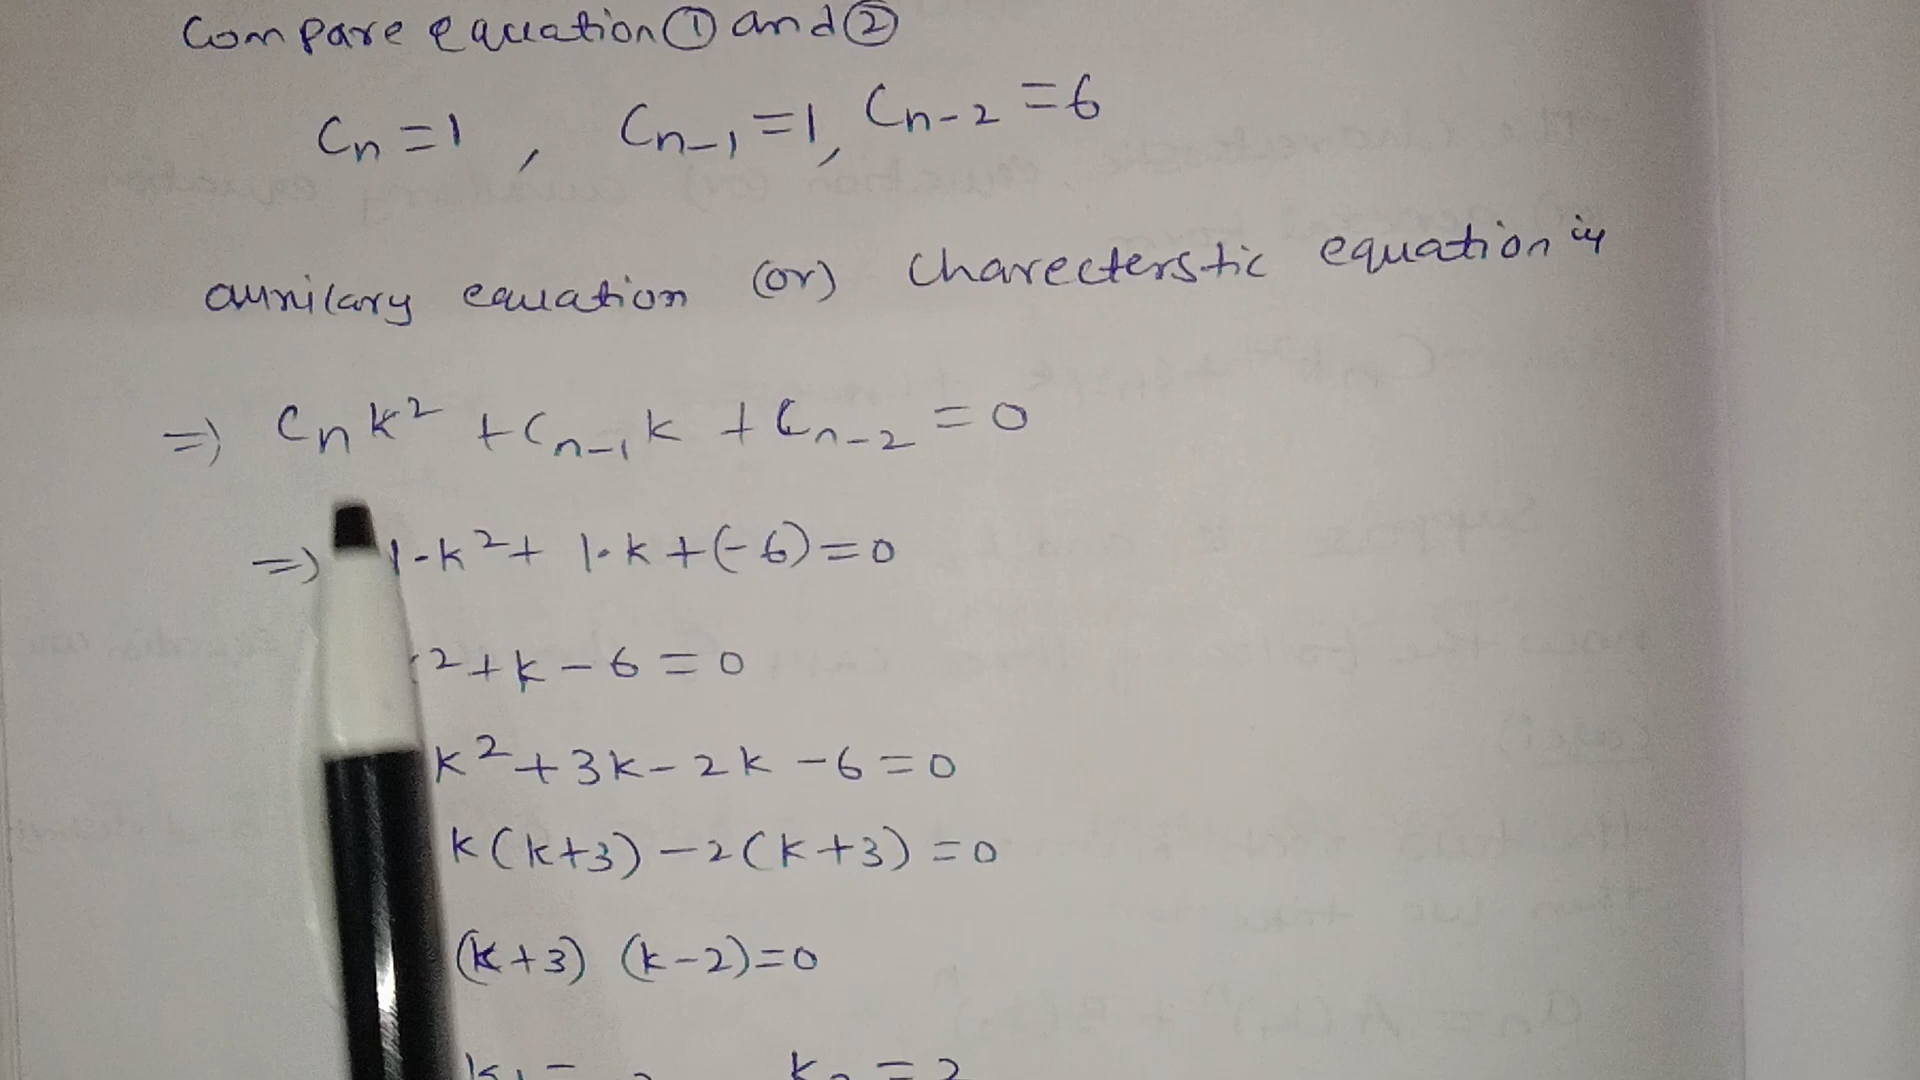 Compare equation ① and ②
Cn = 1 , Cn-1 = 1, Cn-2 = 6
auxilary equation (or) charecterstic equation is
=) Cn k² + Cn-1 k + Cn-2 = 0
=) 1·k² + 1·k + (-6) = 0
2 + k - 6 = 0
k² + 3k - 2k - 6 = 0
k(k+3) - 2(k+3) = 0
(k+3) (k-2) = 0
k2 = 2